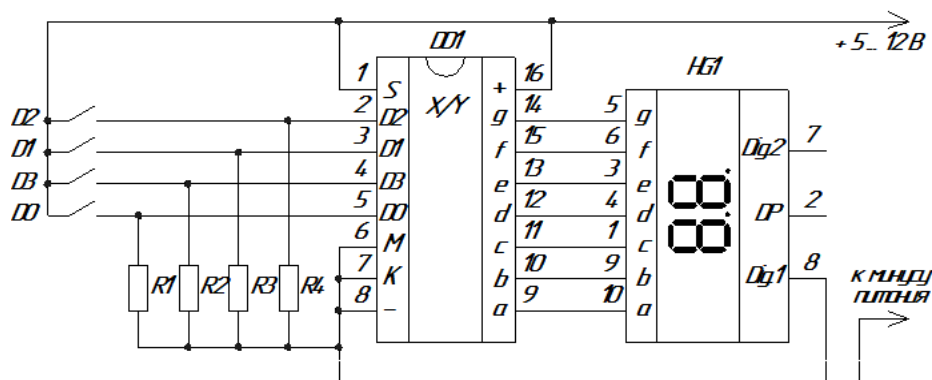 DD1
+5...12В
HG1
1 S
16 +
X/Y
D2 2 D2
g 14 5 g
D1 3 D1
f 15 6 f
Dig2 7
D3 4 D3
e 13 3 e
D0 5 D0
d 12 4 d
DP 2
6 M
c 11 1 c
7 K
b 10 9 b
Dig1 8
R1 R2 R3 R4
8 -
a 9 10 a
К минусу
питания